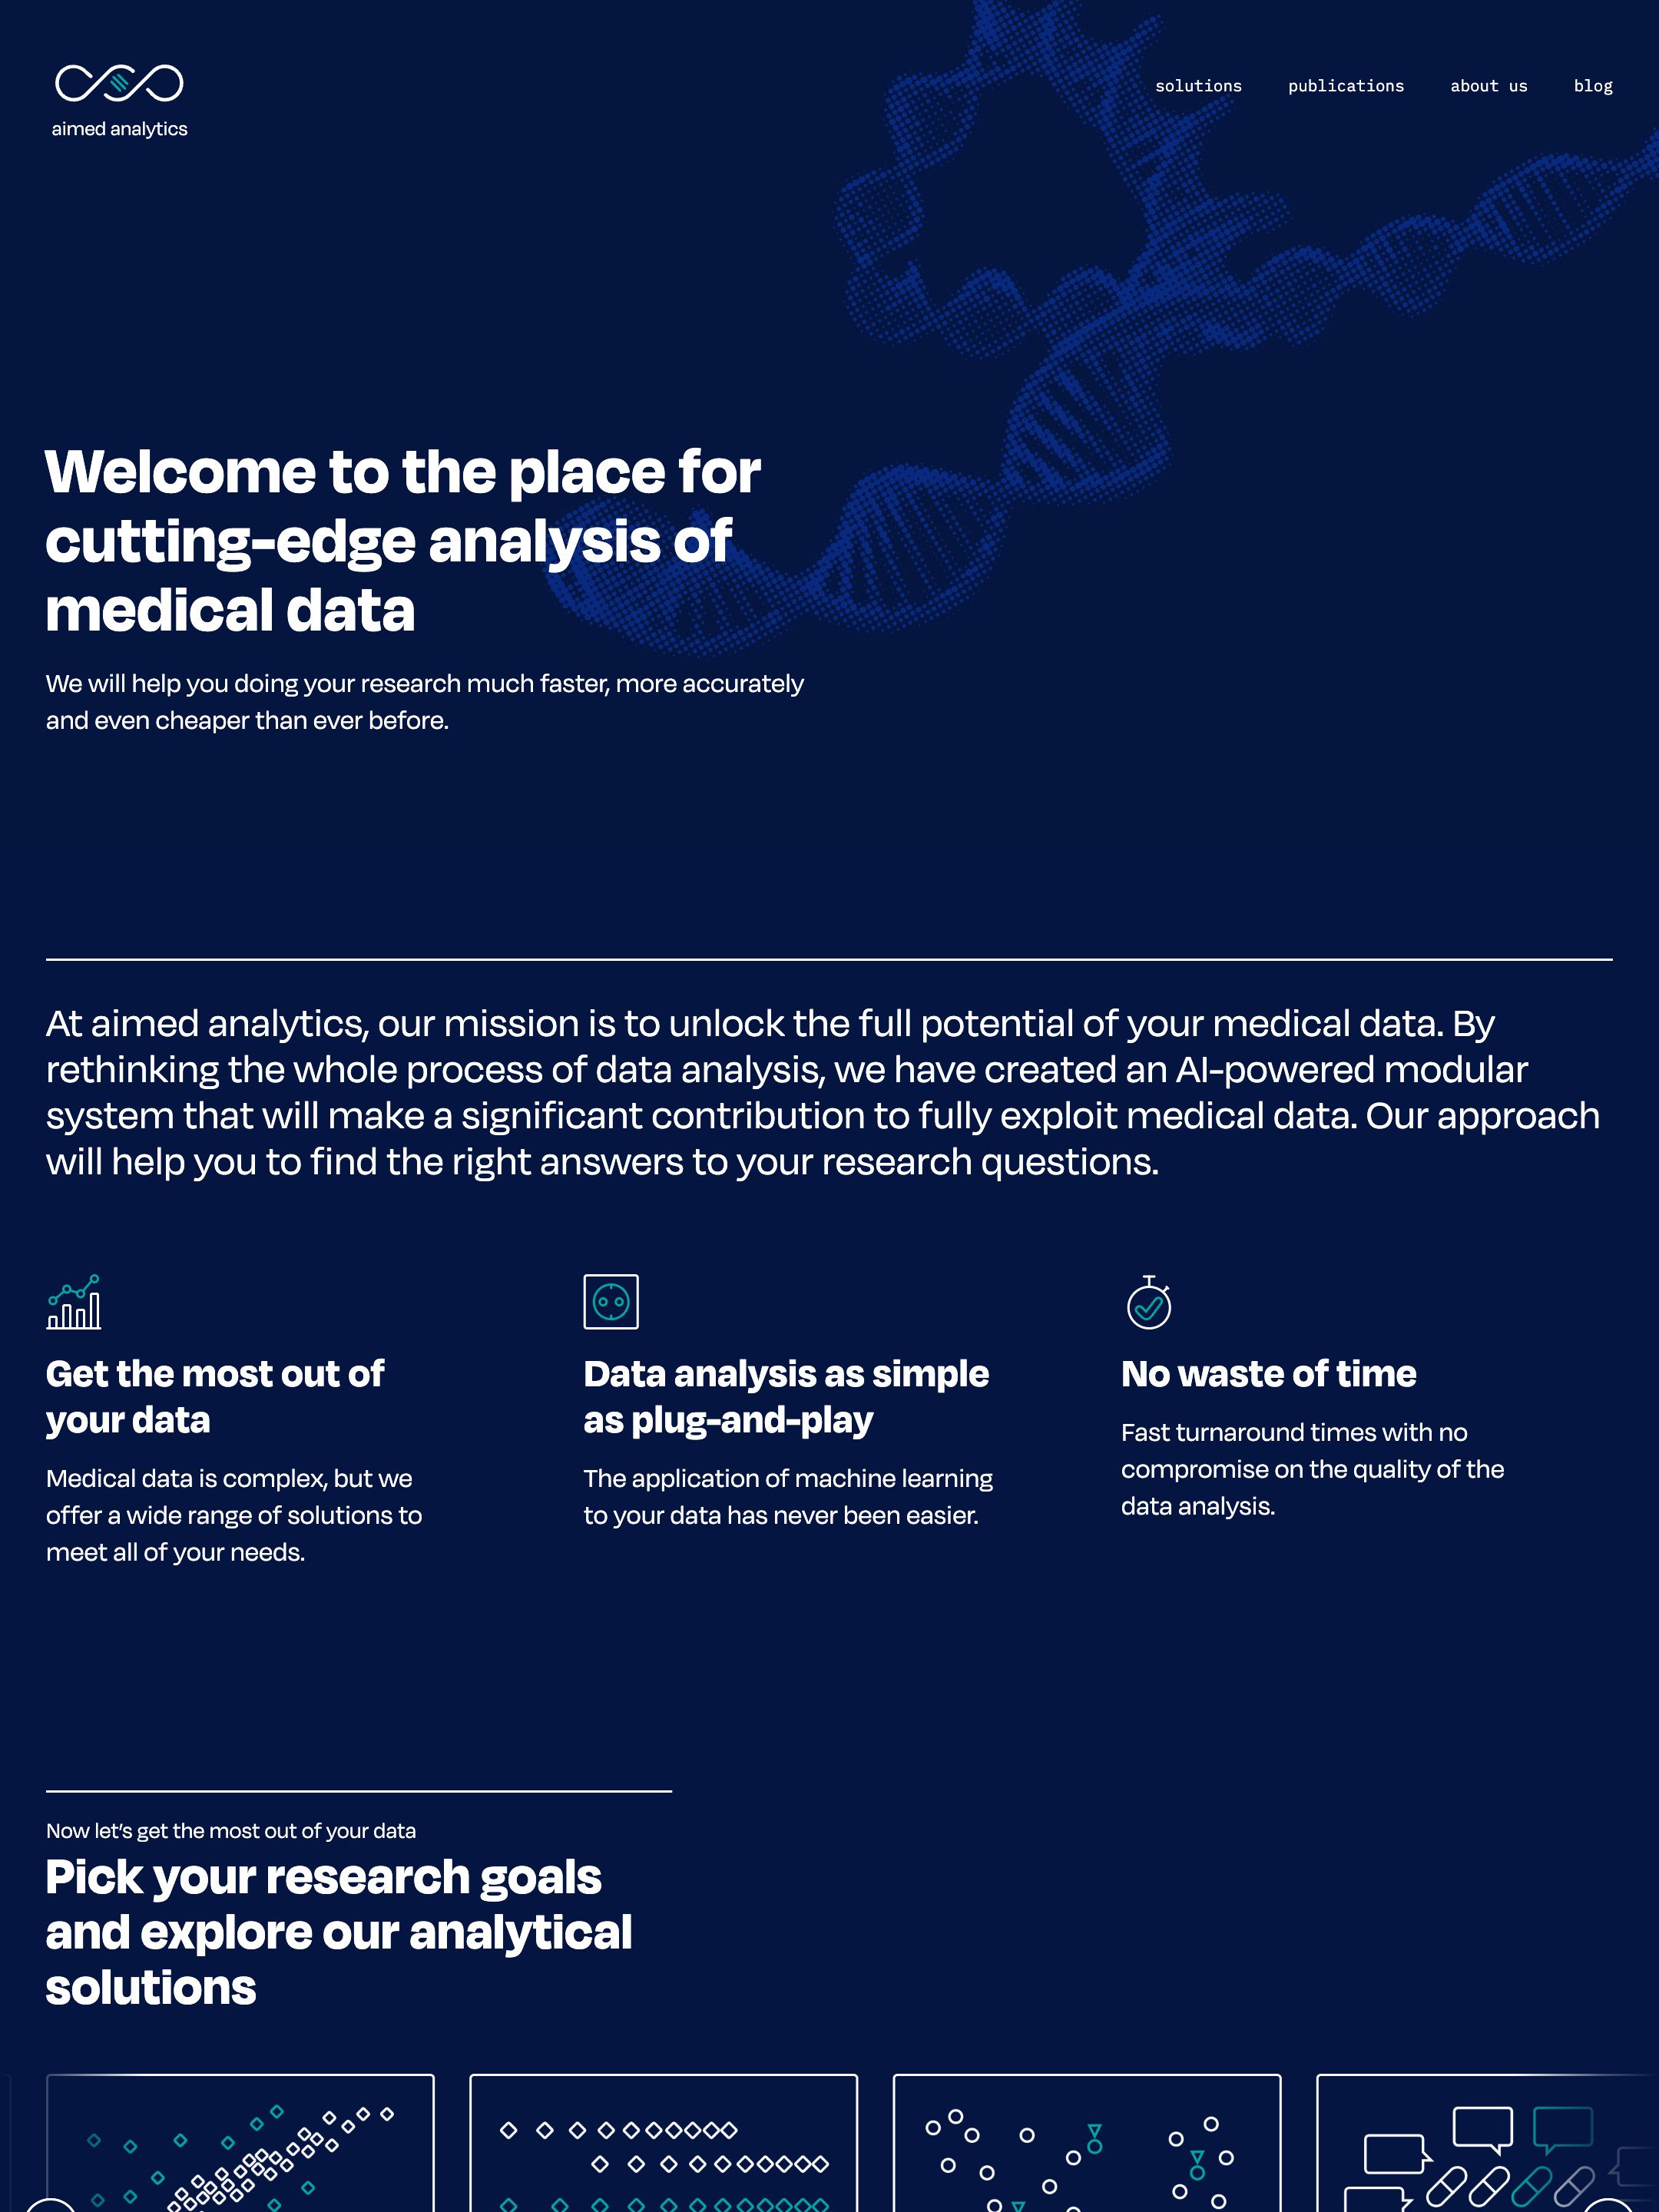 aimed analytics
solutions publications about us blog
Welcome to the place for
cutting-edge analysis of
medical data
We will help you doing your research much faster, more accurately
and even cheaper than ever before.
At aimed analytics, our mission is to unlock the full potential of your medical data. By
rethinking the whole process of data analysis, we have created an AI-powered modular
system that will make a significant contribution to fully exploit medical data. Our approach
will help you to find the right answers to your research questions.
Get the most out of
your data
Medical data is complex, but we
offer a wide range of solutions to
meet all of your needs.
Data analysis as simple
as plug-and-play
The application of machine learning
to your data has never been easier.
No waste of time
Fast turnaround times with no
compromise on the quality of the
data analysis.
Now let's get the most out of your data
Pick your research goals
and explore our analytical
solutions